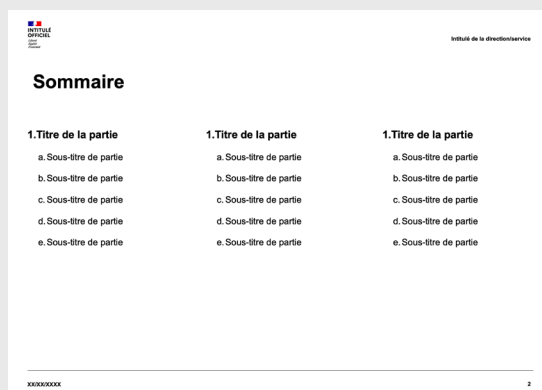 INTITULÉ
OFFICIEL
Liberté
Égalité
Fraternité
Intitulé de la direction/service
Sommaire
1.Titre de la partie
a. Sous-titre de partie
b. Sous-titre de partie
c. Sous-titre de partie
d. Sous-titre de partie
e. Sous-titre de partie
1.Titre de la partie
a. Sous-titre de partie
b. Sous-titre de partie
c. Sous-titre de partie
d. Sous-titre de partie
e. Sous-titre de partie
1.Titre de la partie
a. Sous-titre de partie
b. Sous-titre de partie
c. Sous-titre de partie
d. Sous-titre de partie
e. Sous-titre de partie
XX/XX/XXXX
2